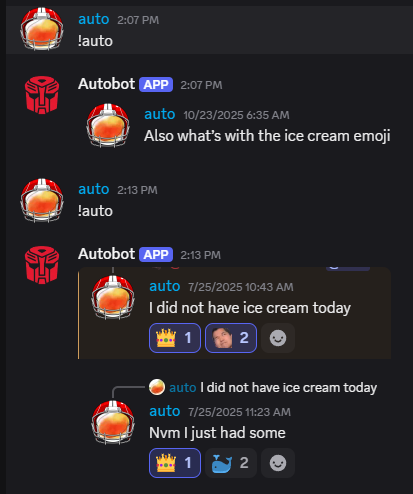 auto 2:07 PM
!auto
Autobot APP 2:07 PM
auto 10/23/2025 6:35 AM
Also what's with the ice cream emoji
auto 2:13 PM
!auto
Autobot APP 2:13 PM
auto 7/25/2025 10:43 AM
I did not have ice cream today
1 2
auto I did not have ice cream today
auto 7/25/2025 11:23 AM
Nvm I just had some
1 2